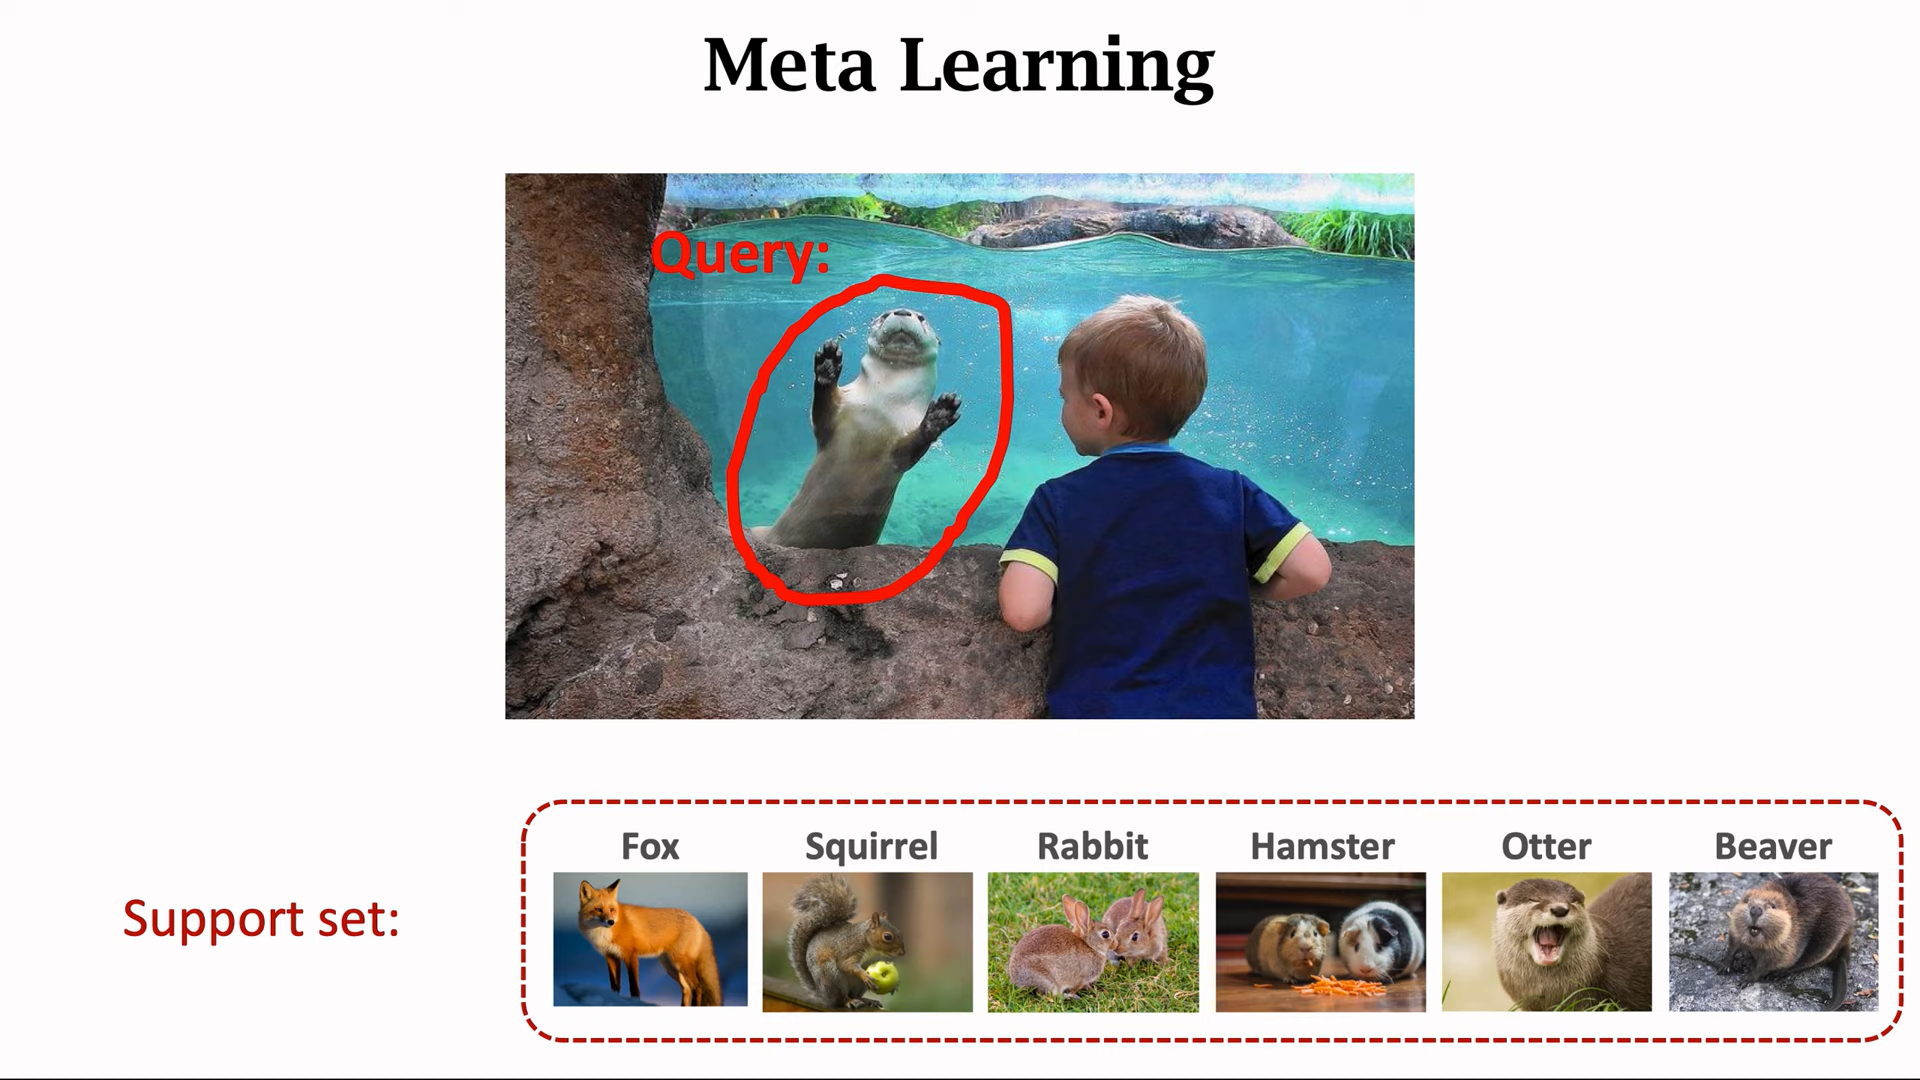 Meta Learning
Query:
Fox
Squirrel
Rabbit
Hamster
Otter
Beaver
Support set: